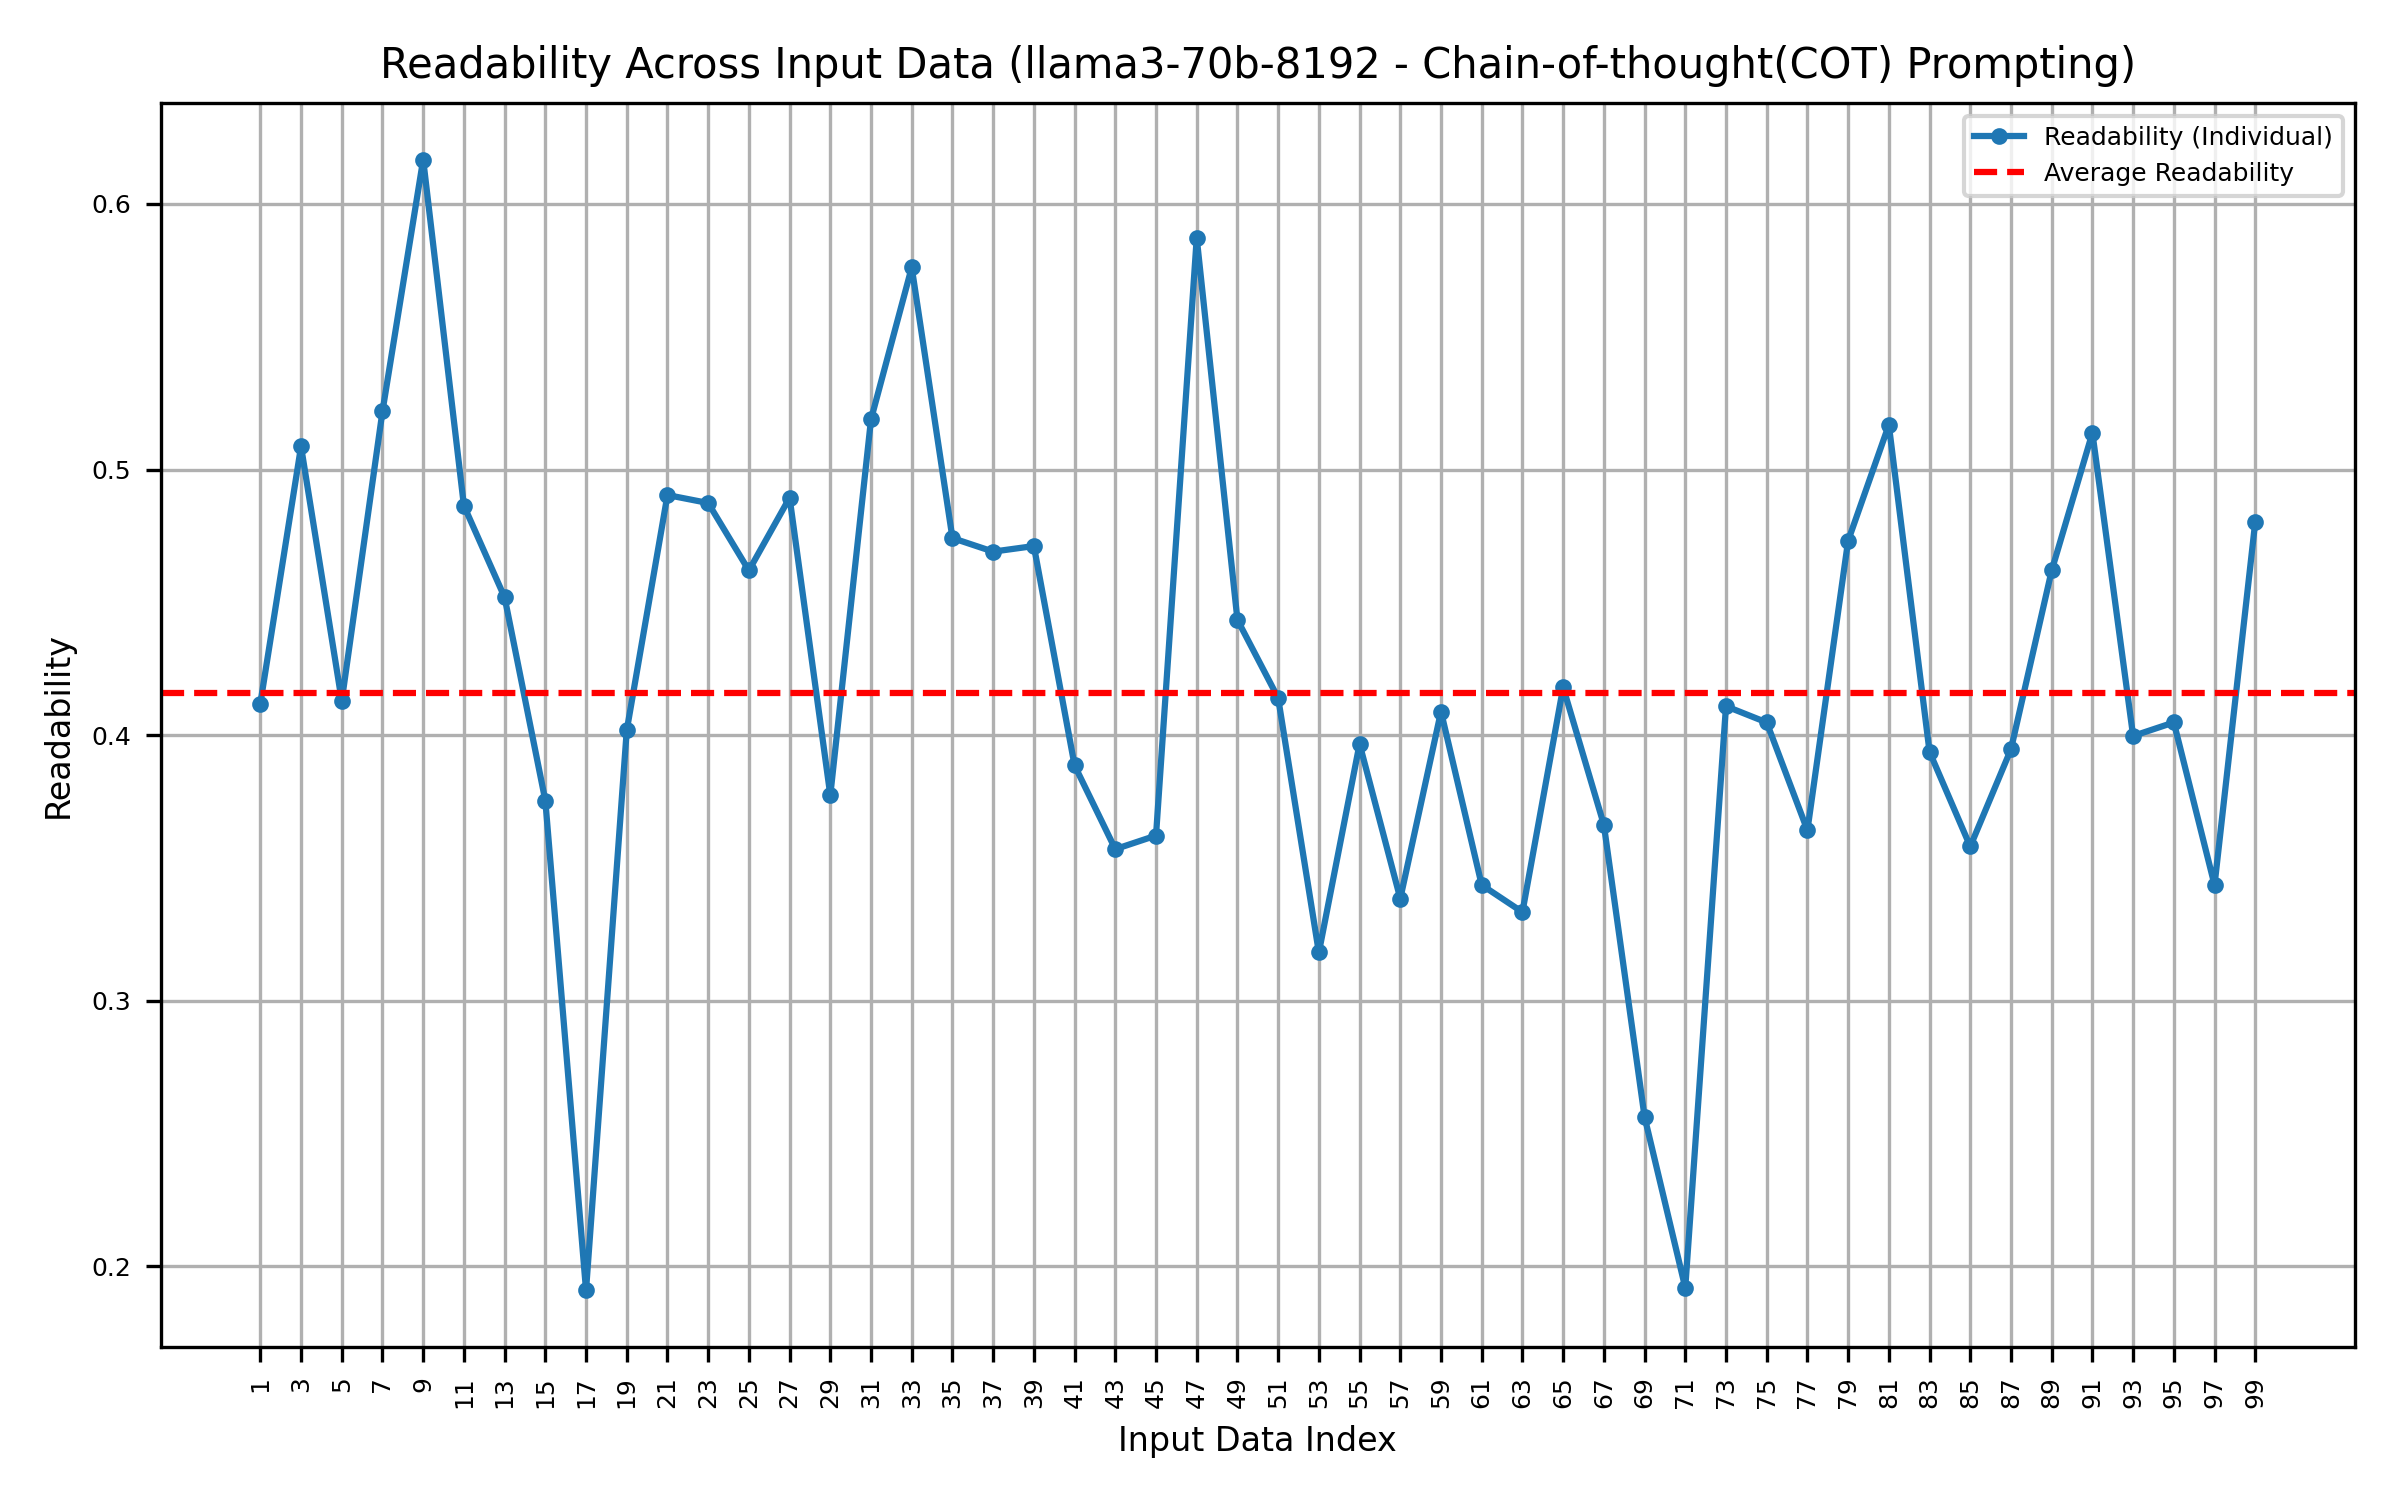 Readability Across Input Data (llama3-70b-8192 - Chain-of-thought(COT) Prompting)
Readability (Individual)
Average Readability
Readability
0.6
0.5
0.4
0.3
0.2
1 3 5 7 9 11 13 15 17 19 21 23 25 27 29 31 33 35 37 39 41 43 45 47 49 51 53 55 57 59 61 63 65 67 69 71 73 75 77 79 81 83 85 87 89 91 93 95 97 99
Input Data Index